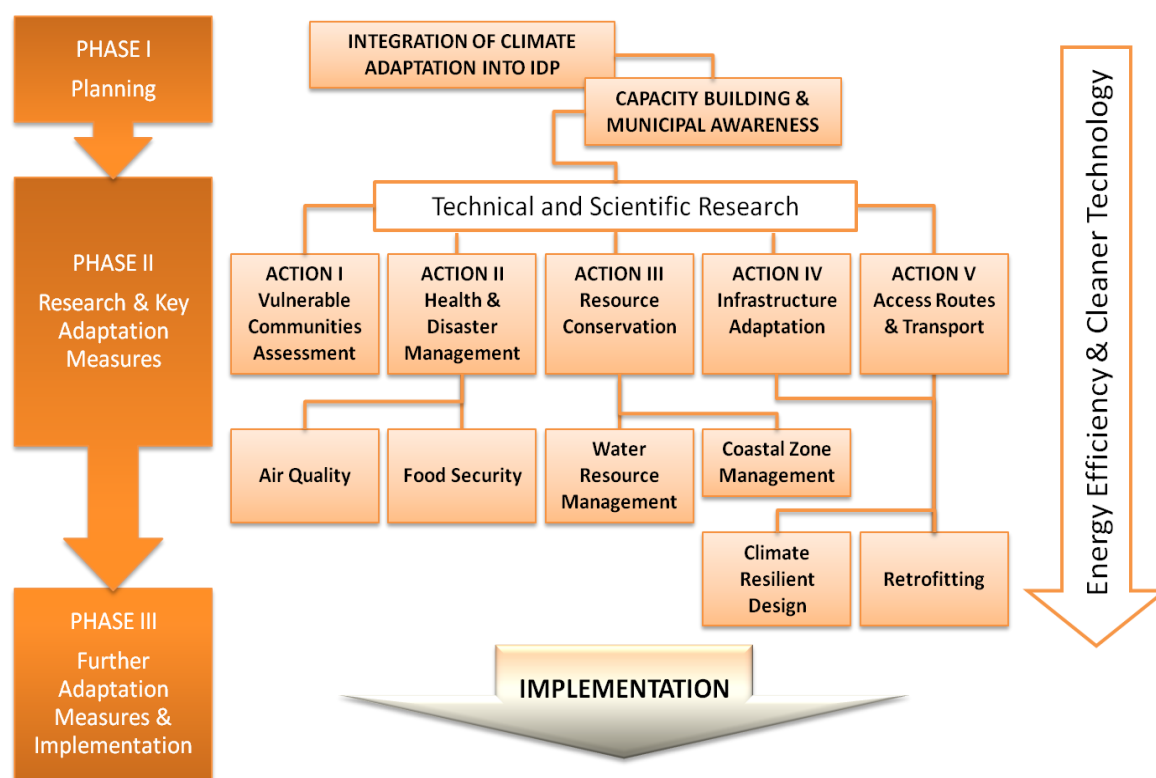 PHASE I
Planning
INTEGRATION OF CLIMATE
ADAPTATION INTO IDP
CAPACITY BUILDING &
MUNICIPAL AWARENESS
PHASE II
Research & Key
Adaptation
Measures
Technical and Scientific Research
ACTION I
Vulnerable
Communities
Assessment
ACTION II
Health &
Disaster
Management
ACTION III
Resource
Conservation
ACTION IV
Infrastructure
Adaptation
ACTION V
Access Routes
& Transport
Air Quality
Food Security
Water
Resource
Management
Coastal Zone
Management
Climate
Resilient
Design
Retrofitting
PHASE III
Further
Adaptation
Measures &
Implementation
IMPLEMENTATION
Energy Efficiency & Cleaner Technology